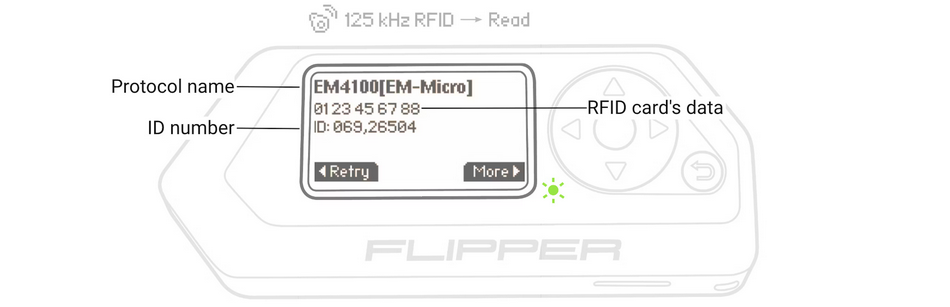 125 kHz RFID → Read
Protocol name
EM4100[EM-Micro]
01 23 45 67 88
RFID card's data
ID number
ID: 069,26504
Retry
More
FLIPPER